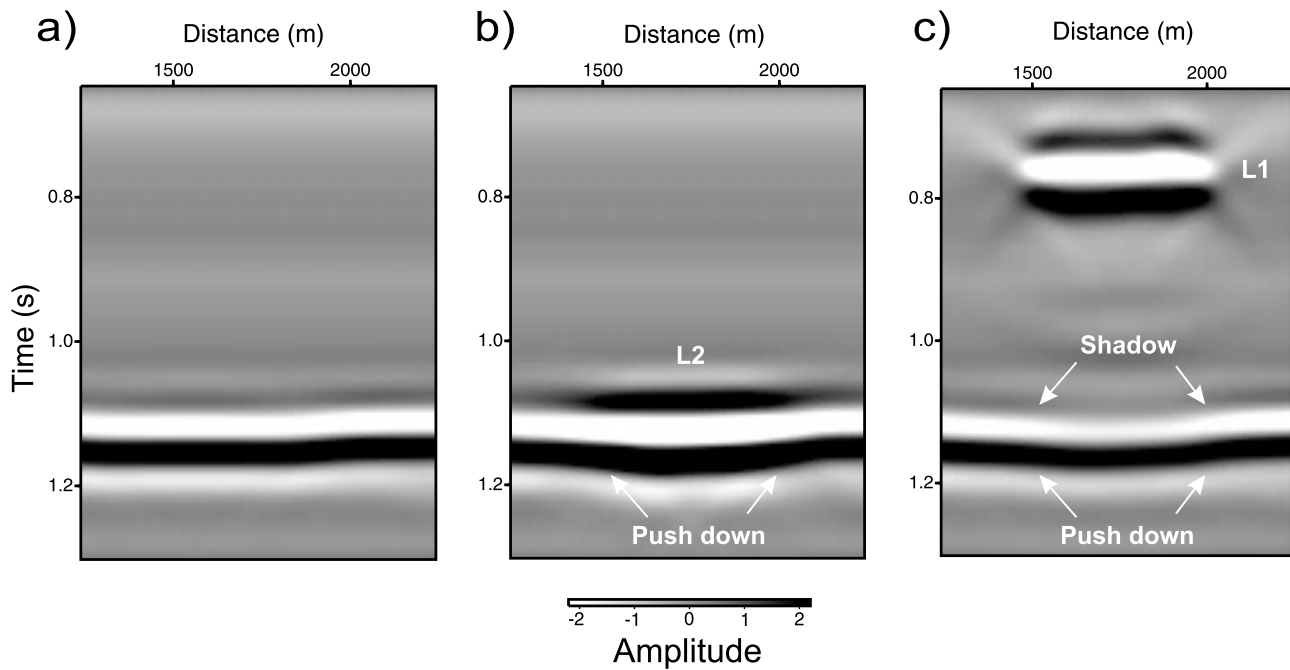 a)
Distance (m)
1500 2000
0.8
1.0
1.2
Time (s)
b)
Distance (m)
1500 2000
0.8
1.0
1.2
L2
Push down
c)
Distance (m)
1500 2000
0.8
1.0
1.2
L1
Shadow
Push down
-2 -1 0 1 2
Amplitude